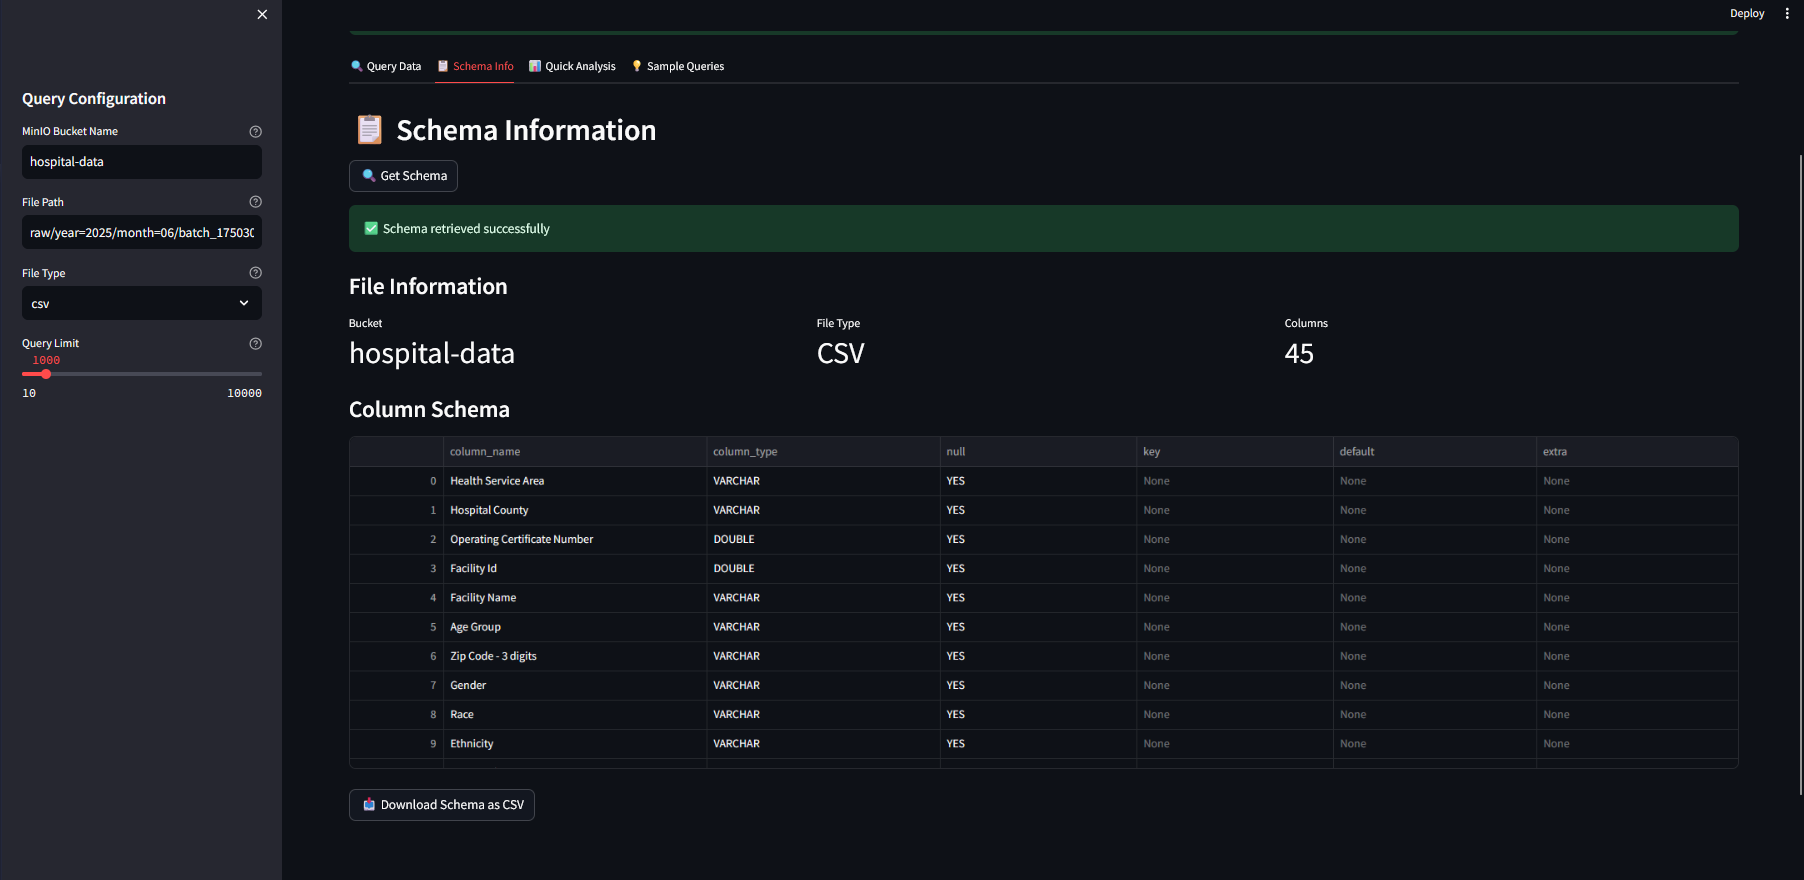 Deploy
Query Configuration
MinIO Bucket Name
hospital-data
File Path
raw/year=2025/month=06/batch_17503
File Type
csv
Query Limit
1000
10 10000
Query Data Schema Info Quick Analysis Sample Queries
Schema Information
Get Schema
Schema retrieved successfully
File Information
Bucket File Type Columns
hospital-data CSV 45
Column Schema
column_name column_type null key default extra
0 Health Service Area VARCHAR YES None None None
1 Hospital County VARCHAR YES None None None
2 Operating Certificate Number DOUBLE YES None None None
3 Facility Id DOUBLE YES None None None
4 Facility Name VARCHAR YES None None None
5 Age Group VARCHAR YES None None None
6 Zip Code - 3 digits VARCHAR YES None None None
7 Gender VARCHAR YES None None None
8 Race VARCHAR YES None None None
9 Ethnicity VARCHAR YES None None None
Download Schema as CSV